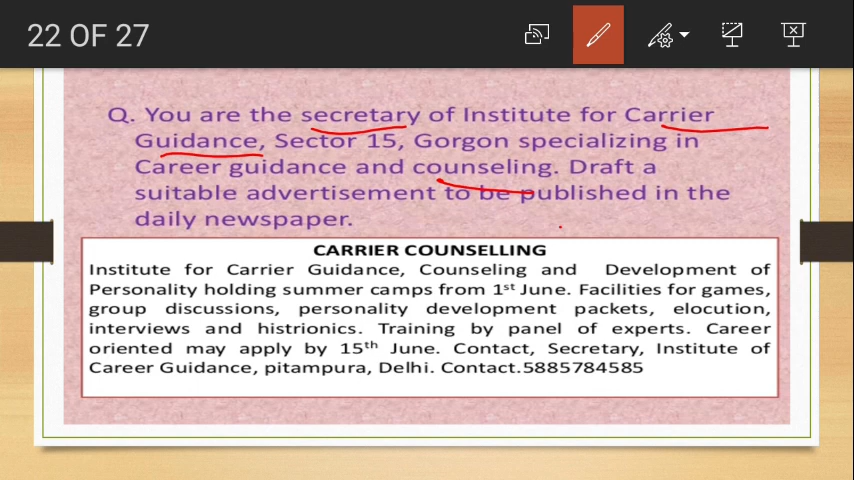 22 OF 27
Q. You are the secretary of Institute for Carrier
Guidance, Sector 15, Gorgon specializing in
Career guidance and counseling. Draft a
suitable advertisement to be published in the
daily newspaper.
CARRIER COUNSELLING
Institute for Carrier Guidance, Counseling and Development of
Personality holding summer camps from 1st June. Facilities for games,
group discussions, personality development packets, elocution,
interviews and histrionics. Training by panel of experts. Career
oriented may apply by 15th June. Contact, Secretary, Institute of
Career Guidance, pitampura, Delhi. Contact.5885784585